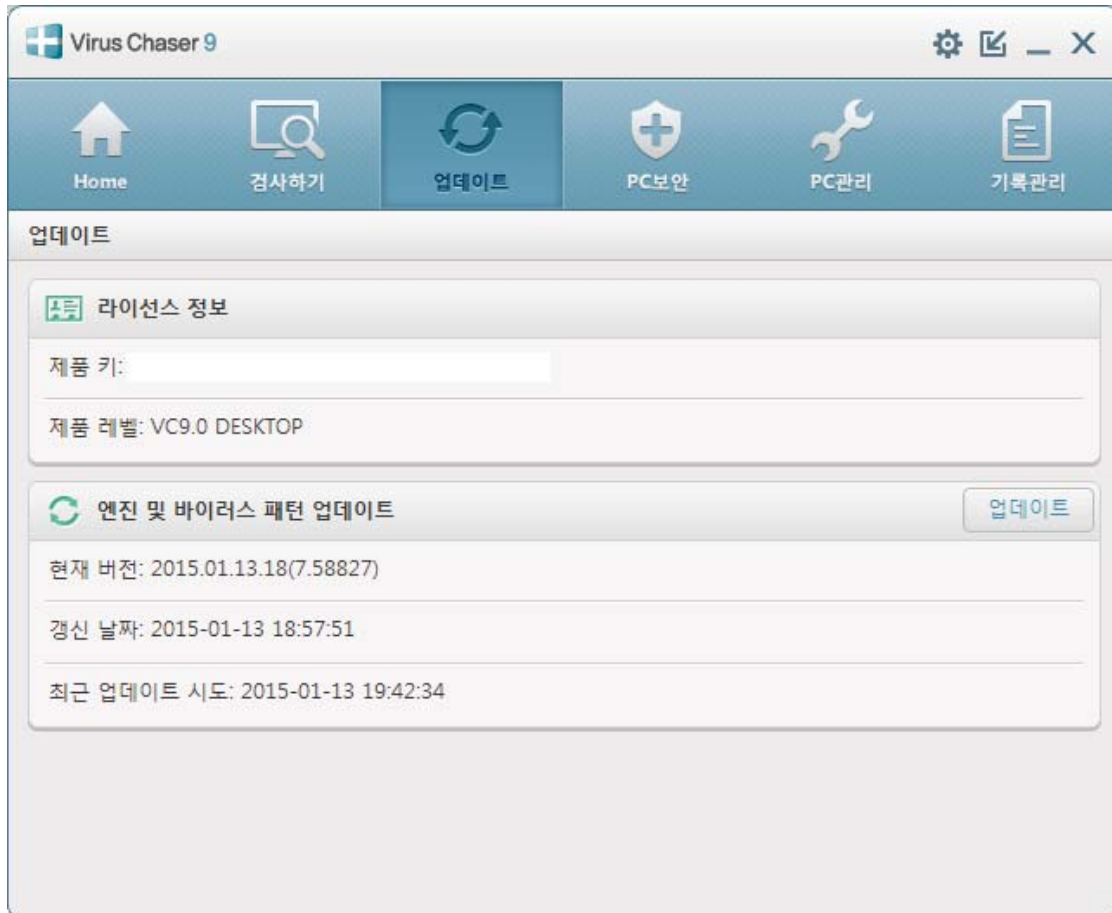 Virus Chaser 9
Home
검사하기
업데이트
PC보안
PC관리
기록관리
업데이트
라이선스 정보
제품 키:
제품 레벨: VC9.0 DESKTOP
엔진 및 바이러스 패턴 업데이트
업데이트
현재 버전: 2015.01.13.18(7.58827)
갱신 날짜: 2015-01-13 18:57:51
최근 업데이트 시도: 2015-01-13 19:42:34